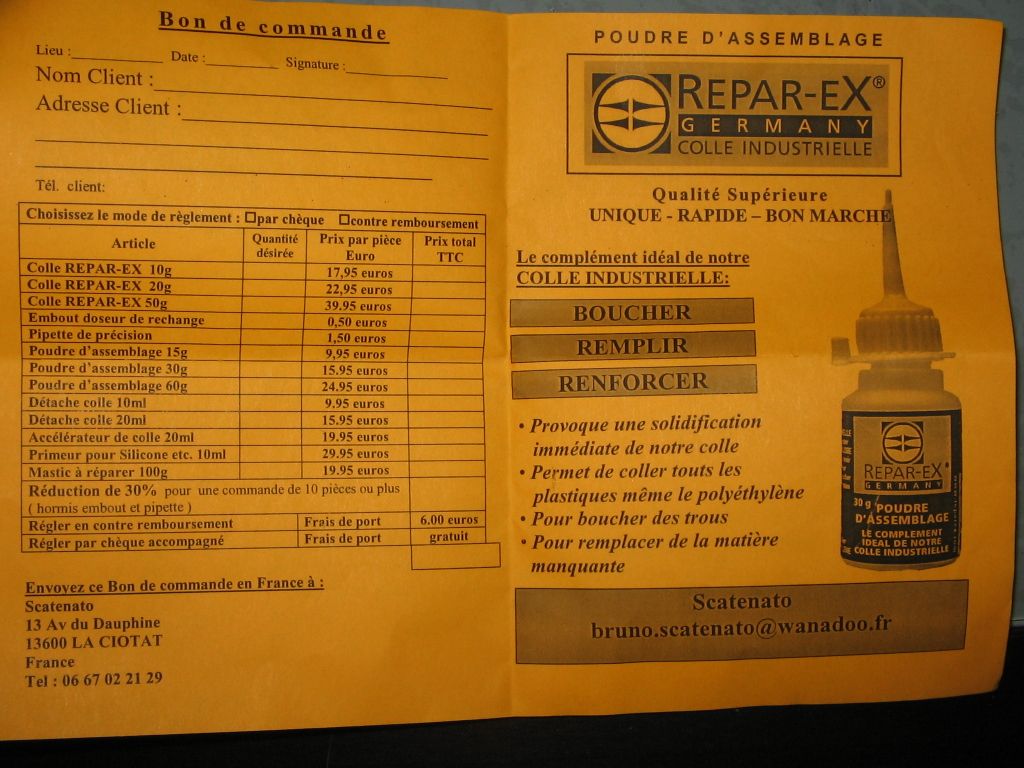 Bon de commande
Lieu : Date : Signature :
Nom Client :
Adresse Client :
Tél. client:
Choisissez le mode de règlement : par chèque contre remboursement
Article Quantité désirée Prix par pièce Euro Prix total TTC
Colle REPAR-EX 10g 17,95 euros
Colle REPAR-EX 20g 22,95 euros
Colle REPAR-EX 50g 39.95 euros
Embout doseur de rechange 0,50 euros
Pipette de précision 1,50 euros
Poudre d'assemblage 15g 9,95 euros
Poudre d'assemblage 30g 15.95 euros
Poudre d'assemblage 60g 24.95 euros
Détache colle 10ml 9.95 euros
Détache colle 20ml 15.95 euros
Accélérateur de colle 20ml 19.95 euros
Primeur pour Silicone etc. 10ml 29.95 euros
Mastic à réparer 100g 19.95 euros
Réduction de 30% pour une commande de 10 pièces ou plus
( hormis embout et pipette )
Régler en contre remboursement Frais de port 6.00 euros
Régler par chèque accompagné Frais de port gratuit
Envoyez ce Bon de commande en France à :
Scatenato
13 Av du Dauphine
13600 LA CIOTAT
France
Tel : 06 67 02 21 29
POUDRE D'ASSEMBLAGE
REPAR-EX®
GERMANY
COLLE INDUSTRIELLE
Qualité Supérieure
UNIQUE - RAPIDE – BON MARCHE
Le complément idéal de notre
COLLE INDUSTRIELLE:
BOUCHER
REMPLIR
RENFORCER
• Provoque une solidification
immédiate de notre colle
• Permet de coller touts les
plastiques même le polyéthylène
• Pour boucher des trous
• Pour remplacer de la matière
manquante
REPAR-EX®
GERMANY
30 g POUDRE
D'ASSEMBLAGE
LE COMPLEMENT
IDEAL DE NOTRE
COLLE INDUSTRIELLE
Scatenato
bruno.scatenato@wanadoo.fr